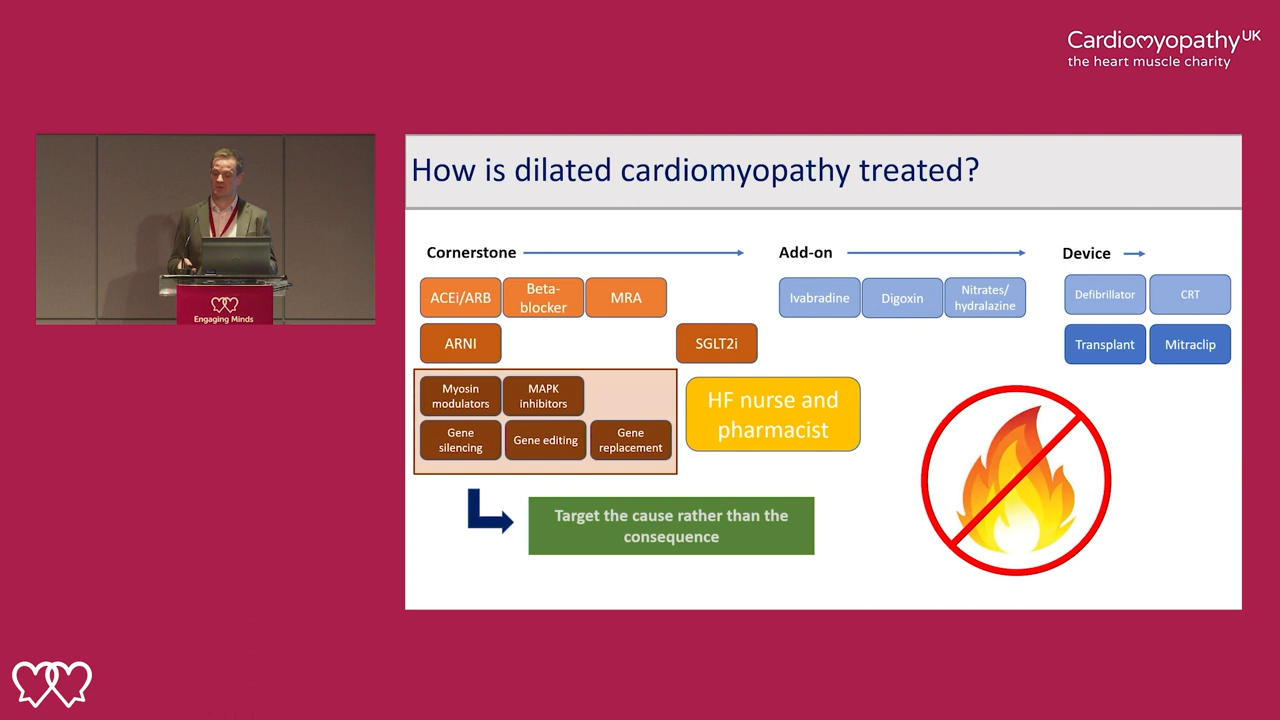 Cardiomyopathy UK
the heart muscle charity
Engaging Minds
How is dilated cardiomyopathy treated?
Cornerstone
Add-on
Device
ACEi/ARB
Beta-
blocker
MRA
Ivabradine
Digoxin
Nitrates/
hydralazine
Defibrillator
CRT
ARNI
SGLT2i
Transplant
Mitraclip
Myosin
modulators
MAPK
inhibitors
Gene
silencing
Gene editing
Gene
replacement
HF nurse and
pharmacist
Target the cause rather than the
consequence